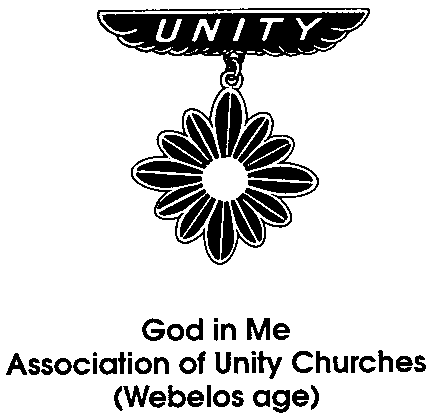 UNITY
God in Me
Association of Unity Churches
(Webelos age)